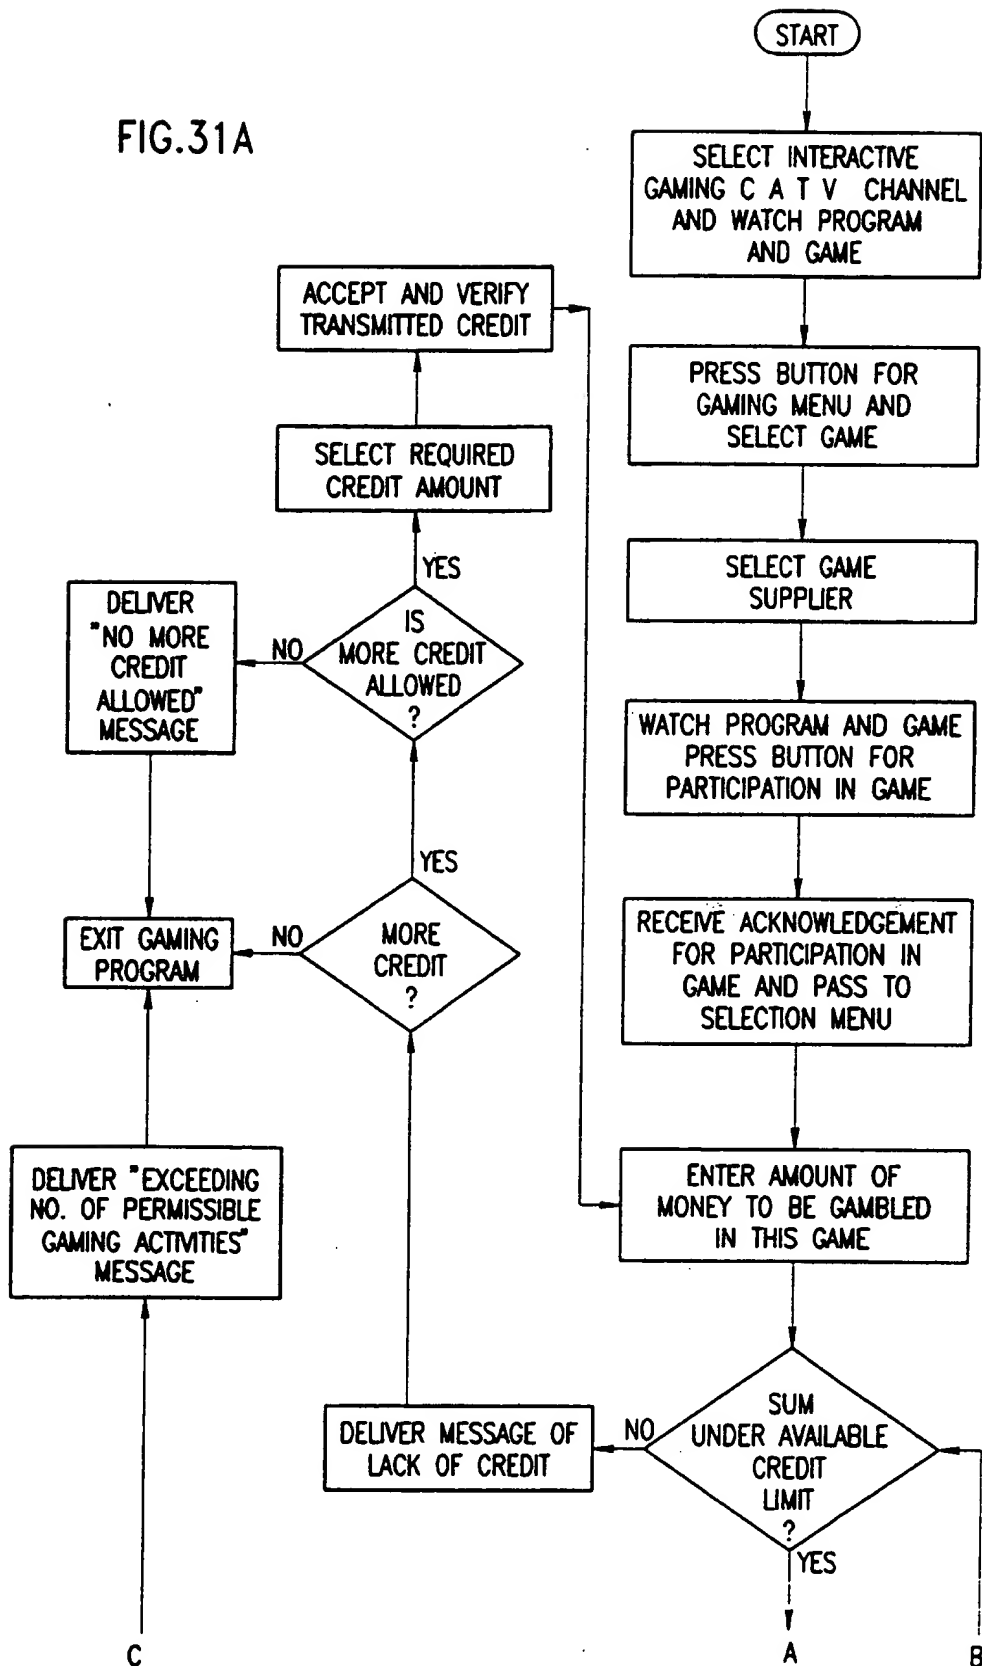 FIG.31A
START
SELECT INTERACTIVE
GAMING C A T V CHANNEL
AND WATCH PROGRAM
AND GAME
PRESS BUTTON FOR
GAMING MENU AND
SELECT GAME
SELECT GAME
SUPPLIER
WATCH PROGRAM AND GAME
PRESS BUTTON FOR
PARTICIPATION IN GAME
RECEIVE ACKNOWLEDGEMENT
FOR PARTICIPATION IN
GAME AND PASS TO
SELECTION MENU
ENTER AMOUNT OF
MONEY TO BE GAMBLED
IN THIS GAME
SUM
UNDER AVAILABLE
CREDIT
LIMIT
?
NO
YES
A
B
DELIVER MESSAGE OF
LACK OF CREDIT
MORE
CREDIT
?
NO
YES
IS
MORE CREDIT
ALLOWED
?
NO
YES
SELECT REQUIRED
CREDIT AMOUNT
ACCEPT AND VERIFY
TRANSMITTED CREDIT
DELIVER
"NO MORE
CREDIT
ALLOWED"
MESSAGE
EXIT GAMING
PROGRAM
DELIVER "EXCEEDING
NO. OF PERMISSIBLE
GAMING ACTIVITIES"
MESSAGE
C